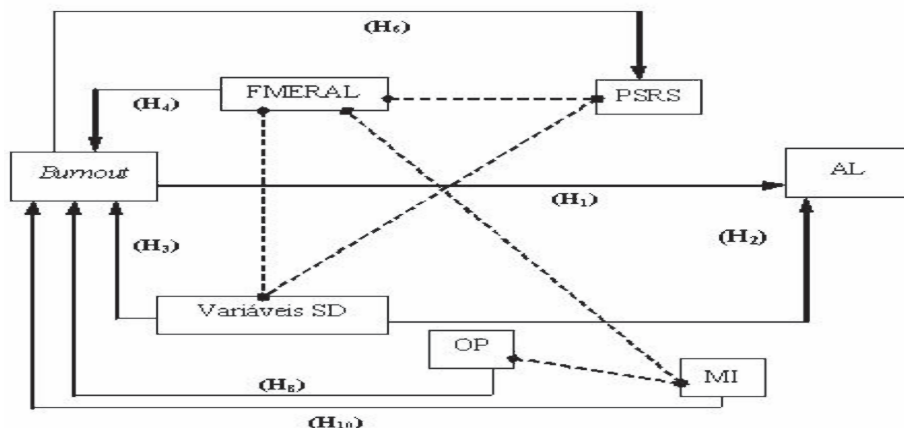 (H₆)
FMERAL
PSRS
(H₄)
Burnout
AL
(H₁)
(H₂)
(H₃)
Variáveis SD
OP
MI
(H₈)
(H₁₀)